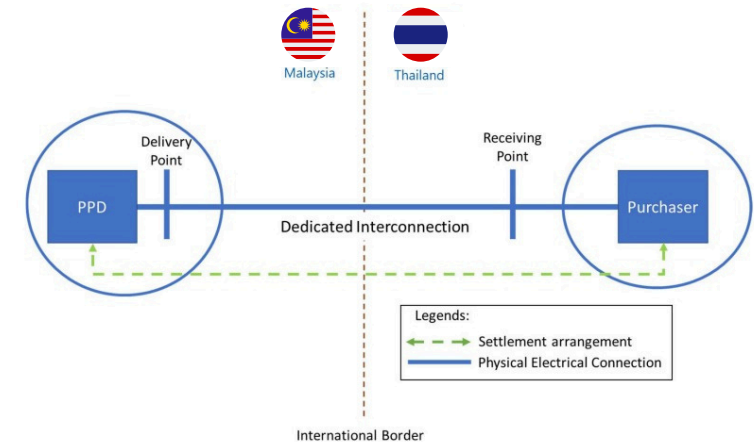 Malaysia
Thailand
Delivery
Point
Receiving
Point
PPD
Purchaser
Dedicated Interconnection
Legends:
Settlement arrangement
Physical Electrical Connection
International Border